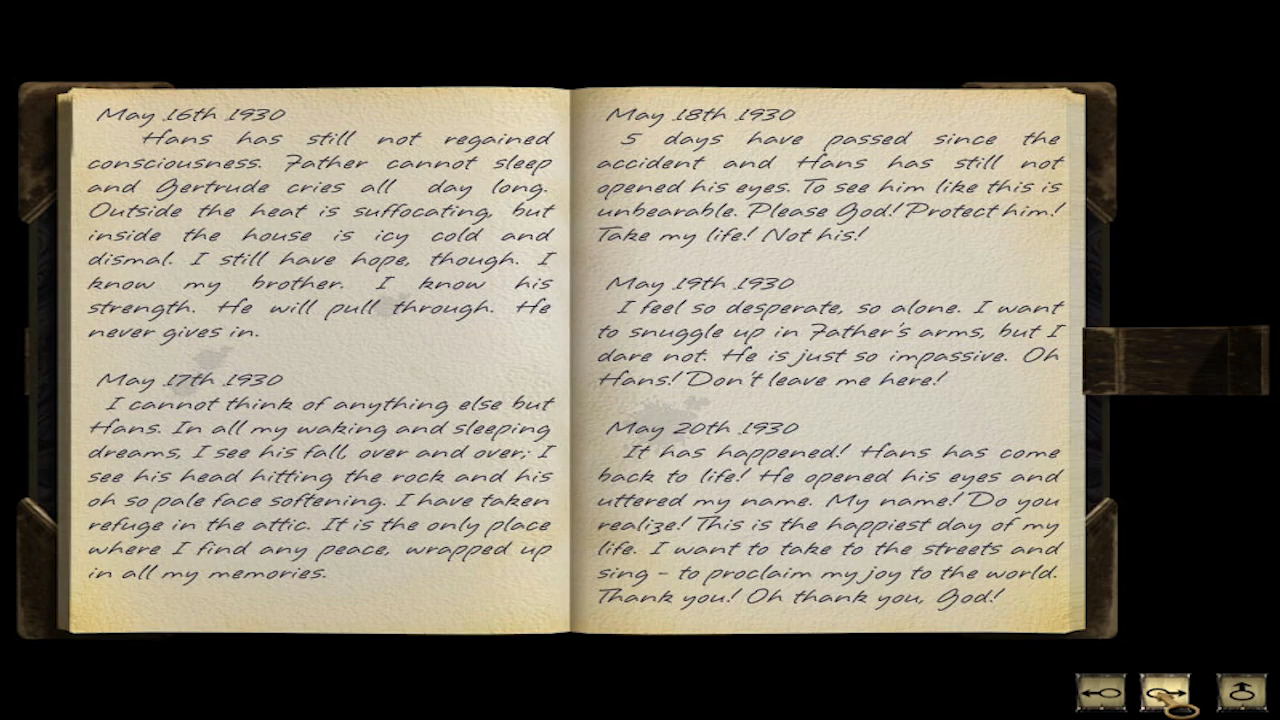 May 16th 1930
Hans has still not regained
consciousness. Father cannot sleep
and Gertrude cries all day long.
Outside the heat is suffocating, but
inside the house is icy cold and
dismal. I still have hope, though. I
know my brother. I know his
strength. He will pull through. He
never gives in.
May 17th 1930
I cannot think of anything else but
Hans. In all my waking and sleeping
dreams, I see his fall, over and over; I
see his head hitting the rock and his
oh so pale face softening. I have taken
refuge in the attic. It is the only place
where I find any peace, wrapped up
in all my memories.
May 18th 1930
5 days have passed since the
accident and Hans has still not
opened his eyes. To see him like this is
unbearable. Please God! Protect him!
Take my life! Not his!
May 19th 1930
I feel so desperate, so alone. I want
to snuggle up in Father's arms, but I
dare not. He is just so impassive. Oh
Hans! Don't leave me here!
May 20th 1930
It has happened! Hans has come
back to life! He opened his eyes and
uttered my name. My name! Do you
realize! This is the happiest day of my
life. I want to take to the streets and
sing - to proclaim my joy to the world.
Thank you! Oh thank you, God!